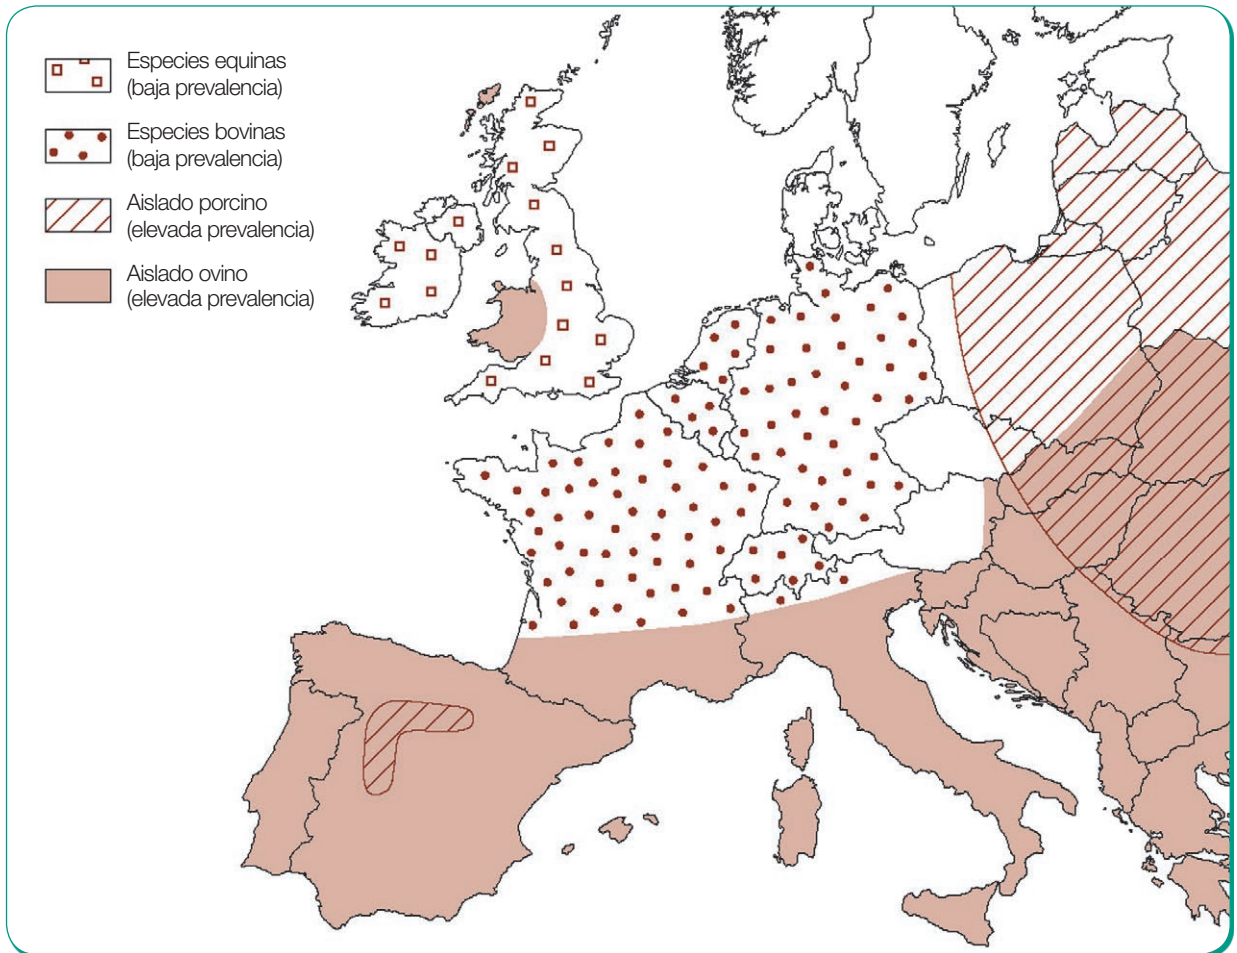 Especies equinas
(baja prevalencia)
Especies bovinas
(baja prevalencia)
Aislado porcino
(elevada prevalencia)
Aislado ovino
(elevada prevalencia)